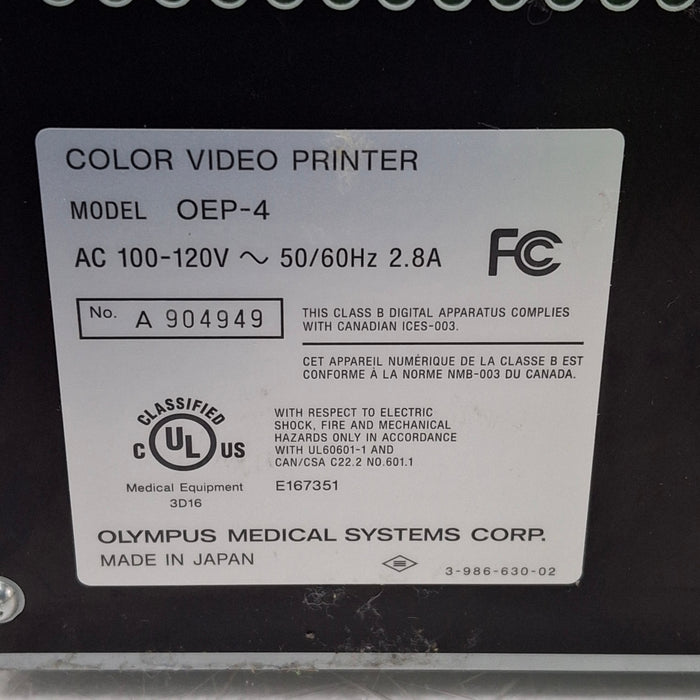 COLOR VIDEO PRINTER
MODEL OEP-4
AC 100-120V ～ 50/60Hz 2.8A
FC
No. A 904949
THIS CLASS B DIGITAL APPARATUS COMPLIES
WITH CANADIAN ICES-003.
CET APPAREIL NUMÉRIQUE DE LA CLASSE B EST
CONFORME À LA NORME NMB-003 DU CANADA.
CLASSIFIED
C UL US
Medical Equipment
3D16
WITH RESPECT TO ELECTRIC
SHOCK, FIRE AND MECHANICAL
HAZARDS ONLY IN ACCORDANCE
WITH UL60601-1 AND
CAN/CSA C22.2 NO.601.1
E167351
OLYMPUS MEDICAL SYSTEMS CORP.
MADE IN JAPAN
3-986-630-02